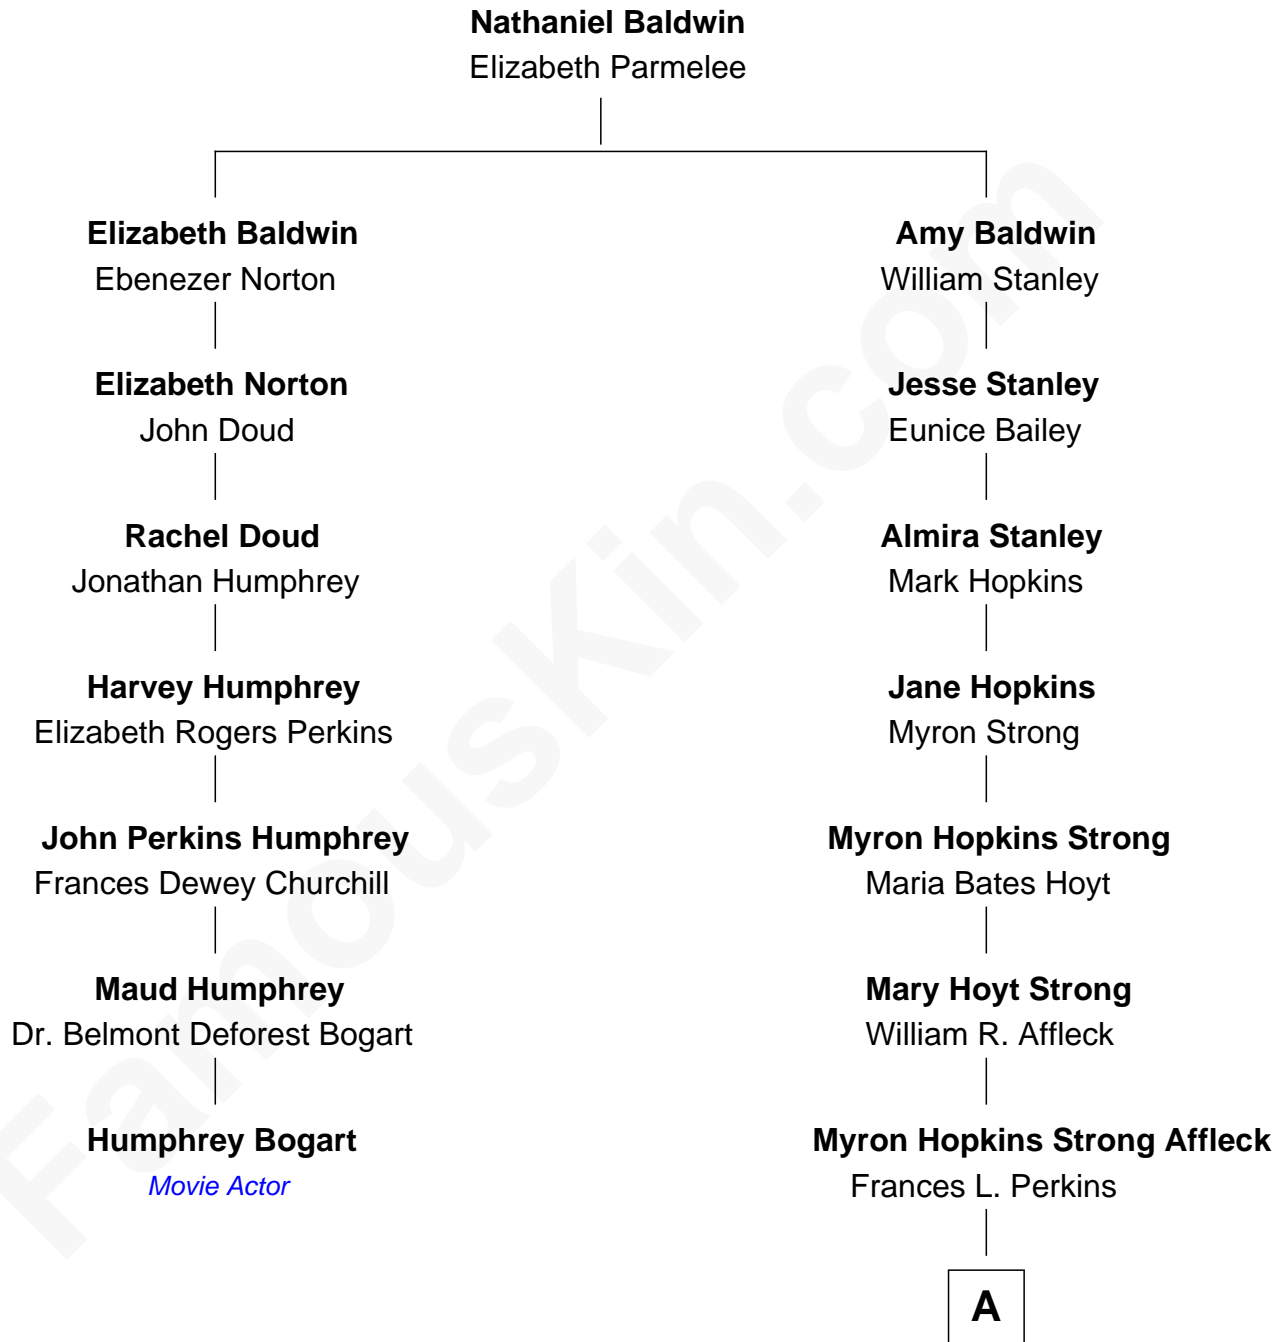 Nathaniel Baldwin
Elizabeth Parmelee
Elizabeth Baldwin
Ebenezer Norton
Amy Baldwin
William Stanley
Elizabeth Norton
John Doud
Jesse Stanley
Eunice Bailey
Rachel Doud
Jonathan Humphrey
Almira Stanley
Mark Hopkins
Harvey Humphrey
Elizabeth Rogers Perkins
Jane Hopkins
Myron Strong
John Perkins Humphrey
Frances Dewey Churchill
Myron Hopkins Strong
Maria Bates Hoyt
Maud Humphrey
Dr. Belmont Deforest Bogart
Mary Hoyt Strong
William R. Affleck
Humphrey Bogart
Movie Actor
Myron Hopkins Strong Affleck
Frances L. Perkins
A
FamousKin.com